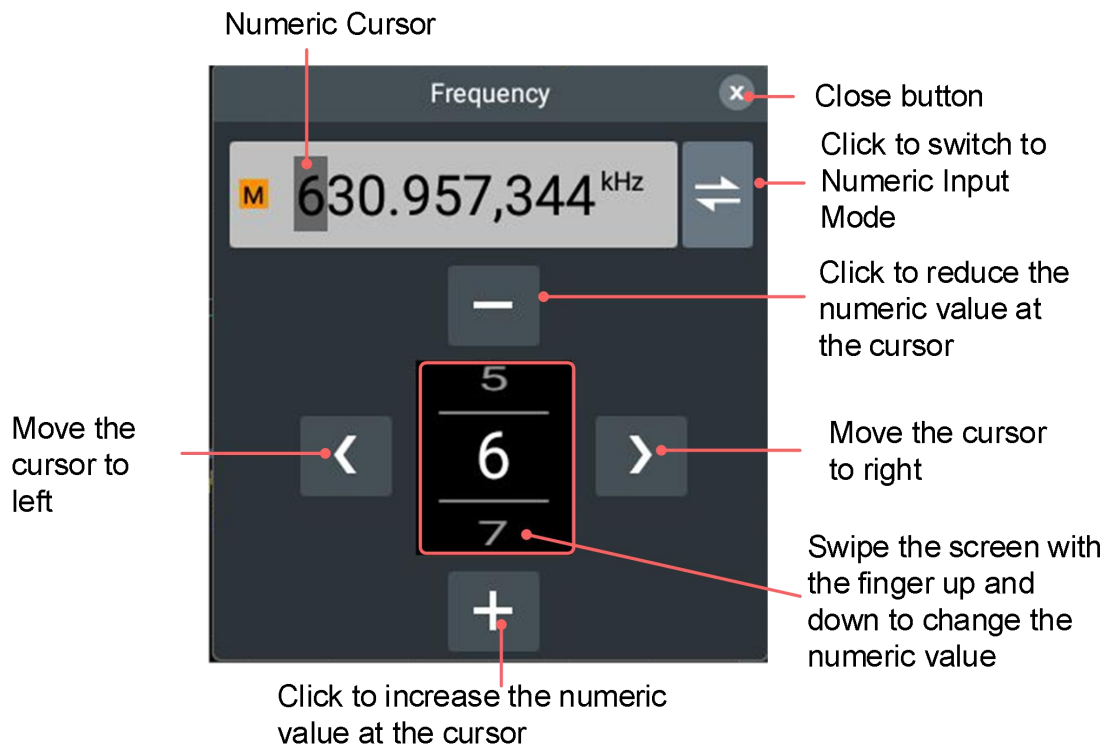 Numeric Cursor
Frequency
Close button
Click to switch to
Numeric Input
Mode
M 630.957,344 kHz
Click to reduce the
numeric value at
the cursor
5
6
7
Move the
cursor to
left
Move the cursor
to right
Swipe the screen with
the finger up and
down to change the
numeric value
Click to increase the numeric
value at the cursor